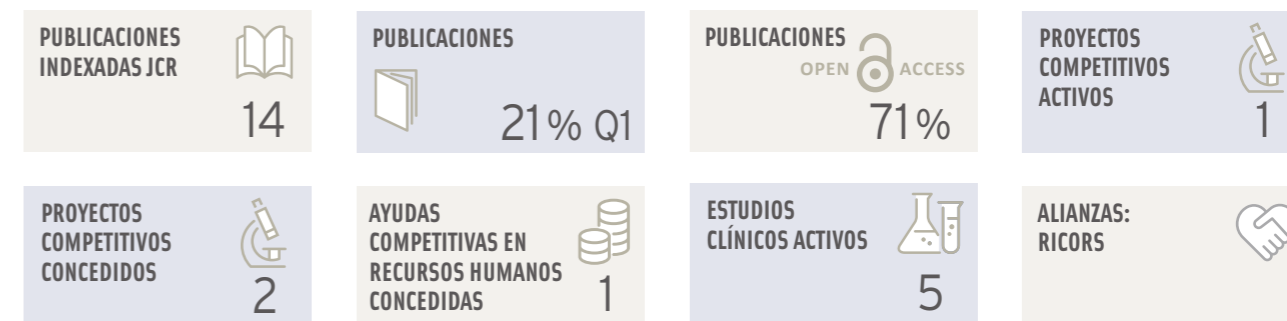 PUBLICACIONES
INDEXADAS JCR
14
PUBLICACIONES
21% Q1
PUBLICACIONES
OPEN ACCESS
71%
PROYECTOS
COMPETITIVOS
ACTIVOS
1
PROYECTOS
COMPETITIVOS
CONCEDIDOS
2
AYUDAS
COMPETITIVAS EN
RECURSOS HUMANOS
CONCEDIDAS
1
ESTUDIOS
CLÍNICOS ACTIVOS
5
ALIANZAS:
RICORS